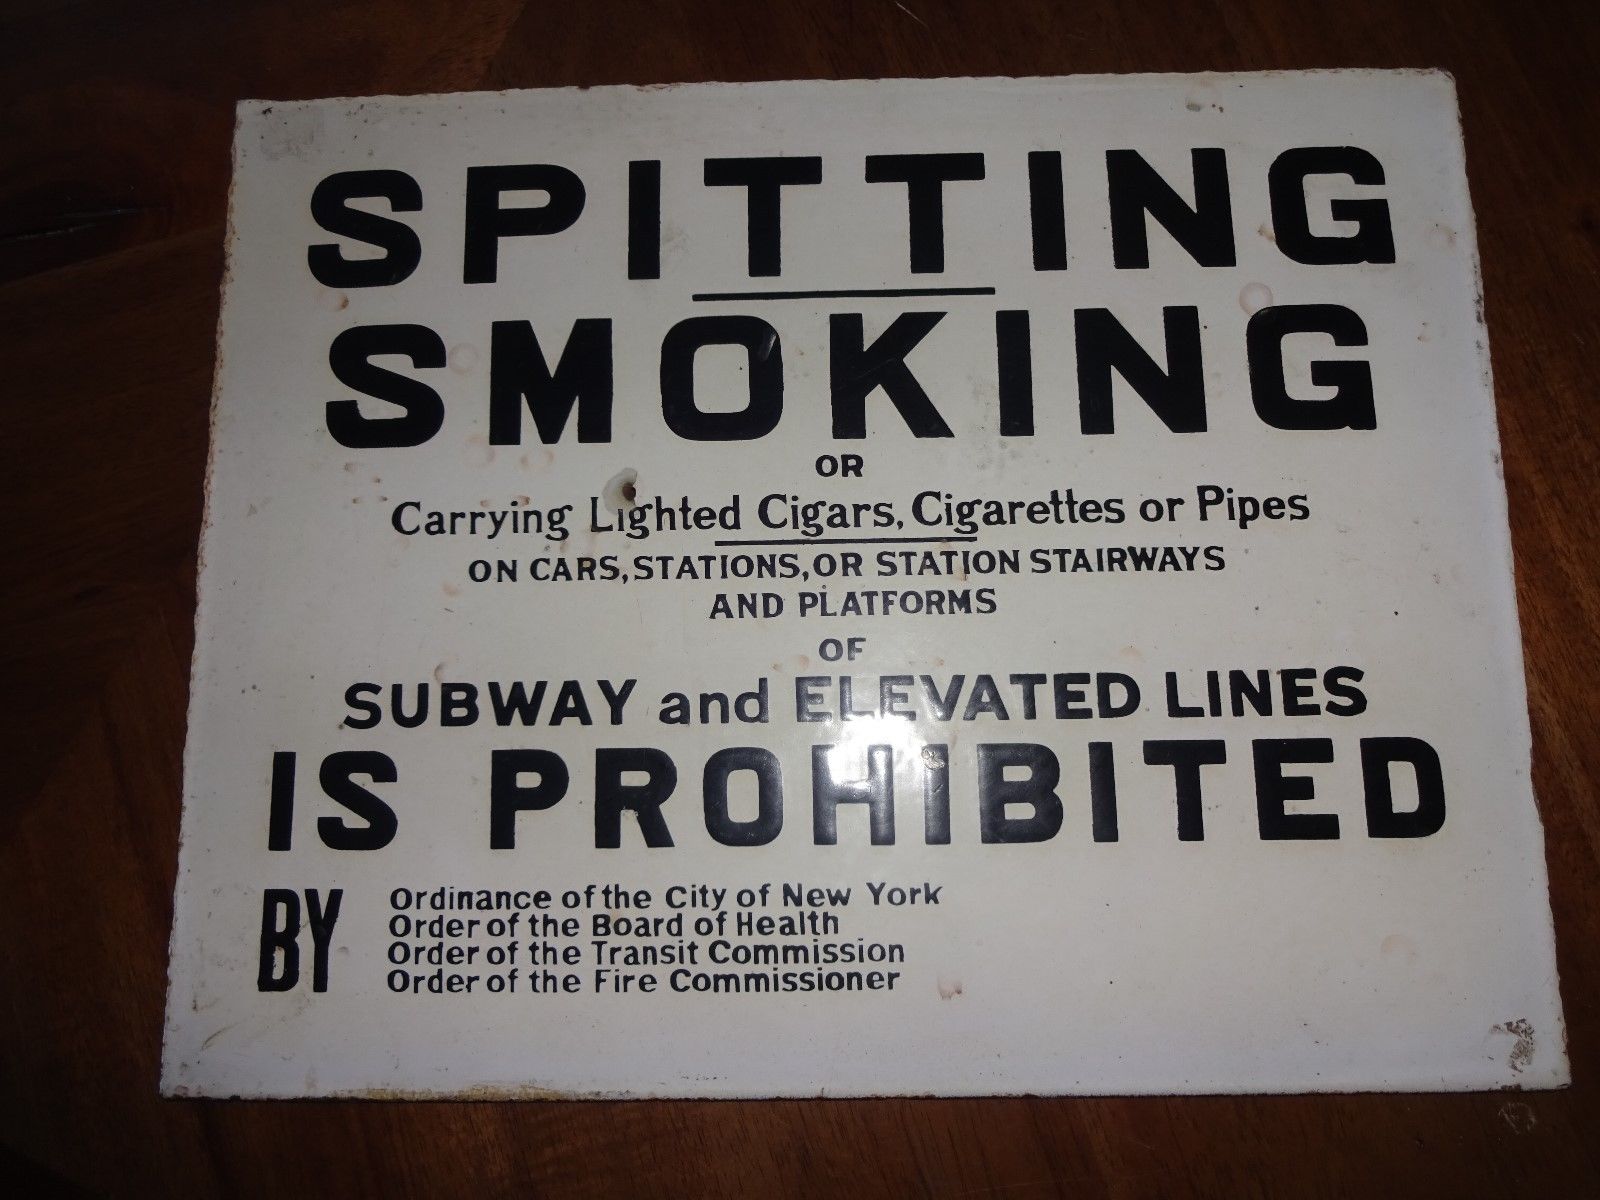 SPITTING
SMOKING
OR
Carrying Lighted Cigars, Cigarettes or Pipes
ON CARS, STATIONS, OR STATION STAIRWAYS
AND PLATFORMS
OF
SUBWAY and ELEVATED LINES
IS PROHIBITED
BY
Ordinance of the City of New York
Order of the Board of Health
Order of the Transit Commission
Order of the Fire Commissioner